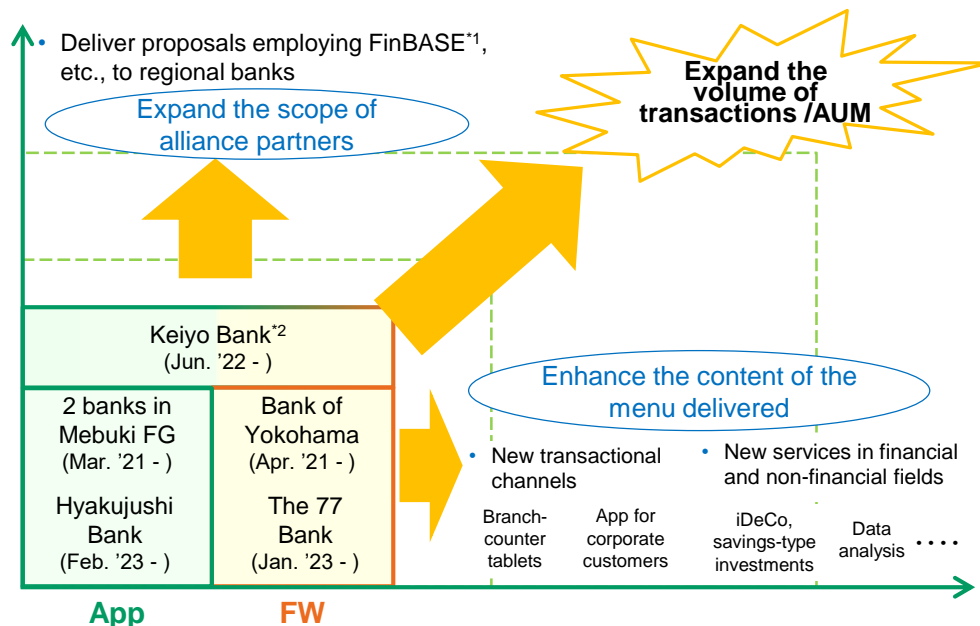 • Deliver proposals employing FinBASE*1,
etc., to regional banks
Expand the scope of
alliance partners
Expand the
volume of
transactions /AUM
Keiyo Bank*2
(Jun. ’22 - )
2 banks in
Mebuki FG
(Mar. ’21 - )
Hyakujushi
Bank
(Feb. ’23 - )
Bank of
Yokohama
(Apr. ’21 - )
The 77
Bank
(Jan. ’23 - )
Enhance the content of the
menu delivered
• New transactional
channels
Branch-
counter
tablets
App for
corporate
customers
• New services in financial
and non-financial fields
iDeCo,
savings-type
investments
Data
analysis
• • • •
App
FW